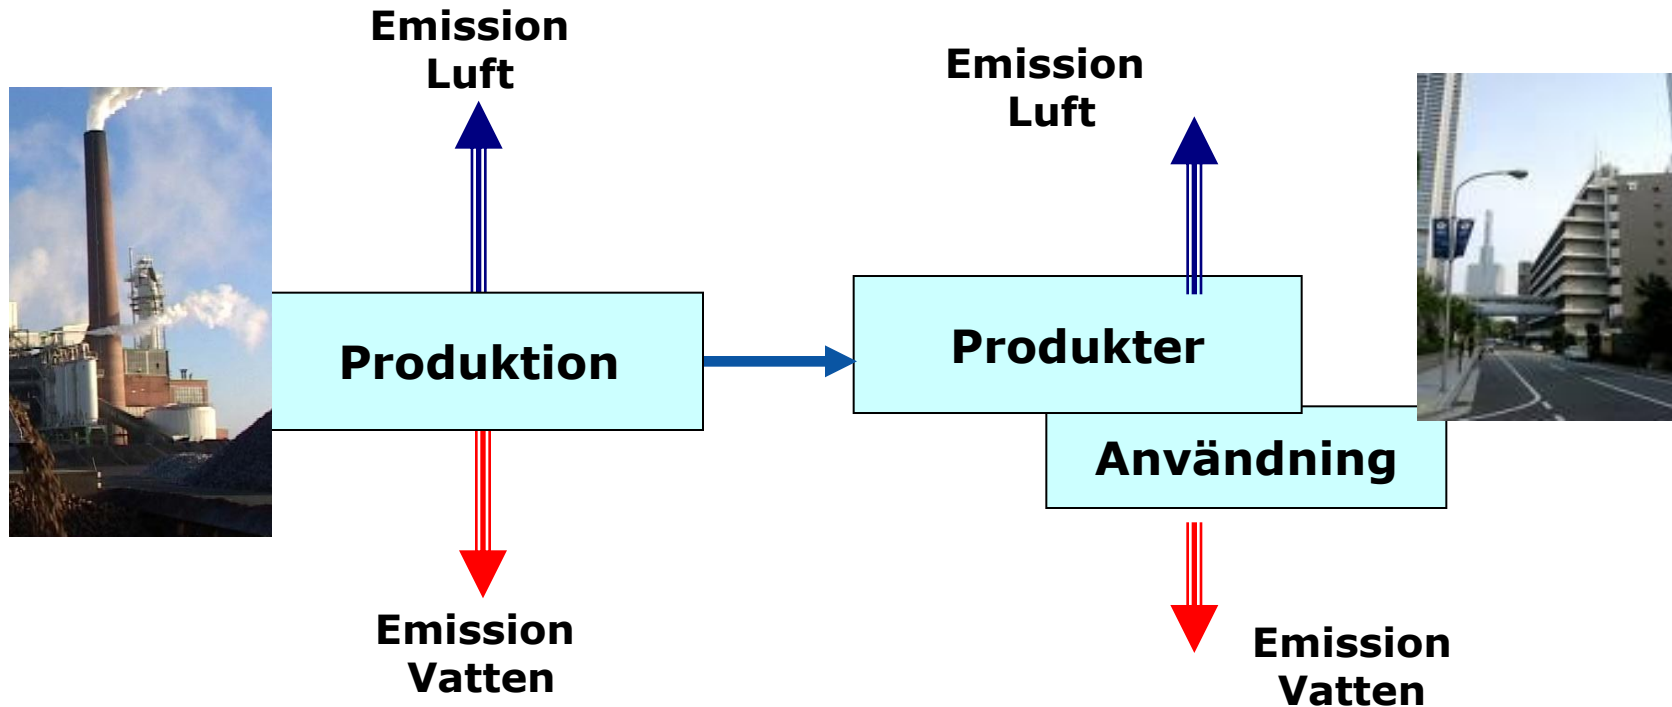 Emission
Luft
Emission
Luft
Produktion
Produkter
Användning
Emission
Vatten
Emission
Vatten